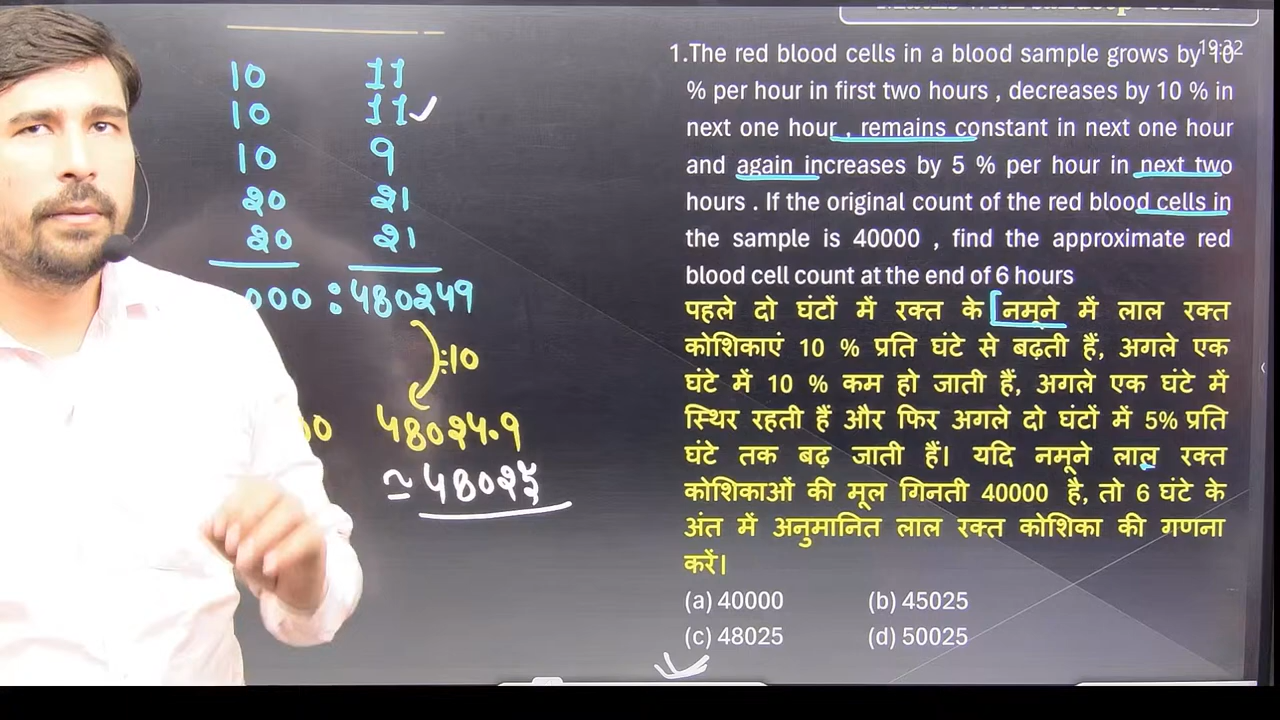 10 11
10 11
10 9
20 21
20 21
000 : 480249
÷10
00 48024.9
≃ 48025
19:32
1.The red blood cells in a blood sample grows by 10
% per hour in first two hours , decreases by 10 % in
next one hour , remains constant in next one hour
and again increases by 5 % per hour in next two
hours . If the original count of the red blood cells in
the sample is 40000 , find the approximate red
blood cell count at the end of 6 hours
पहले दो घंटों में रक्त के नमूने में लाल रक्त
कोशिकाएं 10 % प्रति घंटे से बढ़ती हैं, अगले एक
घंटे में 10 % कम हो जाती हैं, अगले एक घंटे में
स्थिर रहती हैं और फिर अगले दो घंटों में 5% प्रति
घंटे तक बढ़ जाती हैं। यदि नमूने लाल रक्त
कोशिकाओं की मूल गिनती 40000 है, तो 6 घंटे के
अंत में अनुमानित लाल रक्त कोशिका की गणना
करें।
(a) 40000 (b) 45025
(c) 48025 (d) 50025